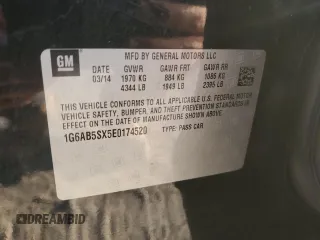 GM
MFD BY GENERAL MOTORS LLC
03/14 GVWR GAWR FRT GAWR RR
1970 KG 884 KG 1086 KG
4344 LB 1949 LB 2395 LB
THIS VEHICLE CONFORMS TO ALL APPLICABLE U.S. FEDERAL MOTOR
VEHICLE SAFETY, BUMPER, AND THEFT PREVENTION STANDARDS IN
EFFECT ON THE DATE OF MANUFACTURE SHOWN ABOVE.
1G6AB5SX5E0174520 TYPE: PASS CAR
DREAMBID